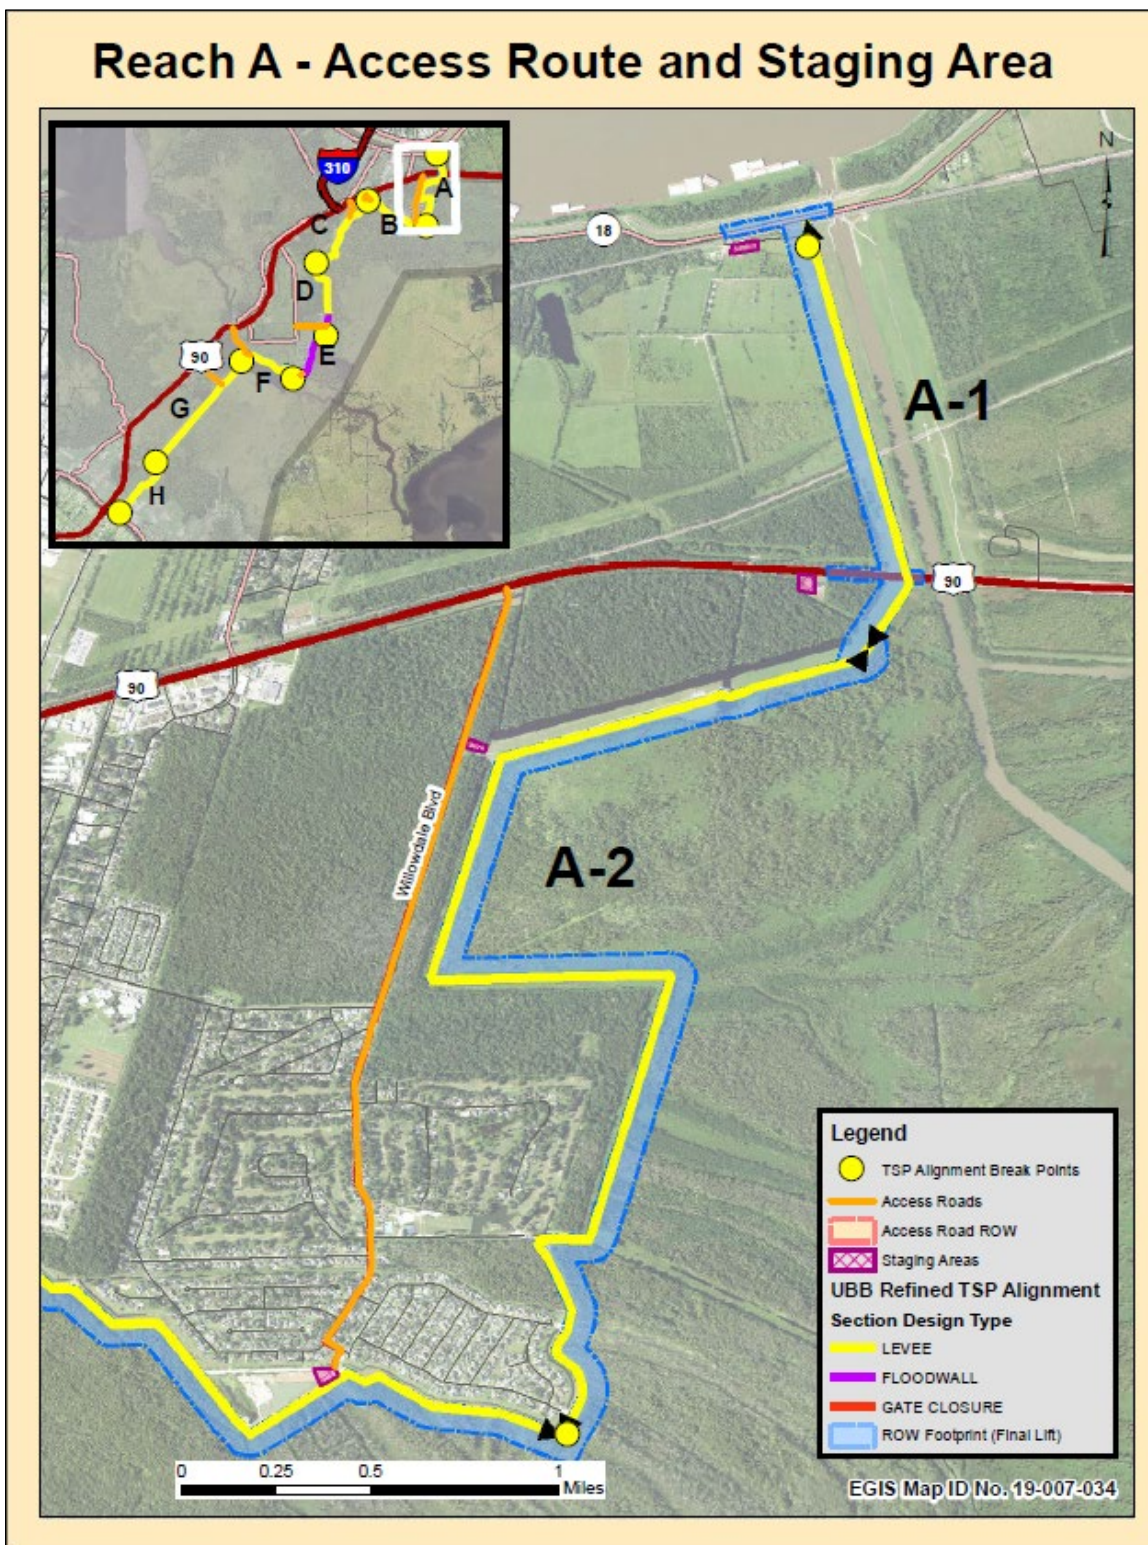 Reach A - Access Route and Staging Area
310
A
C
B
D
E
90
F
G
H
18
N
A-1
90
90
Willowdale Blvd
A-2
Legend
TSP Alignment Break Points
Access Roads
Access Road ROW
Staging Areas
UBB Refined TSP Alignment
Section Design Type
LEVEE
FLOODWALL
GATE CLOSURE
ROW Footprint (Final Lift)
0 0.25 0.5 1
Miles
EGIS Map ID No. 19-007-034